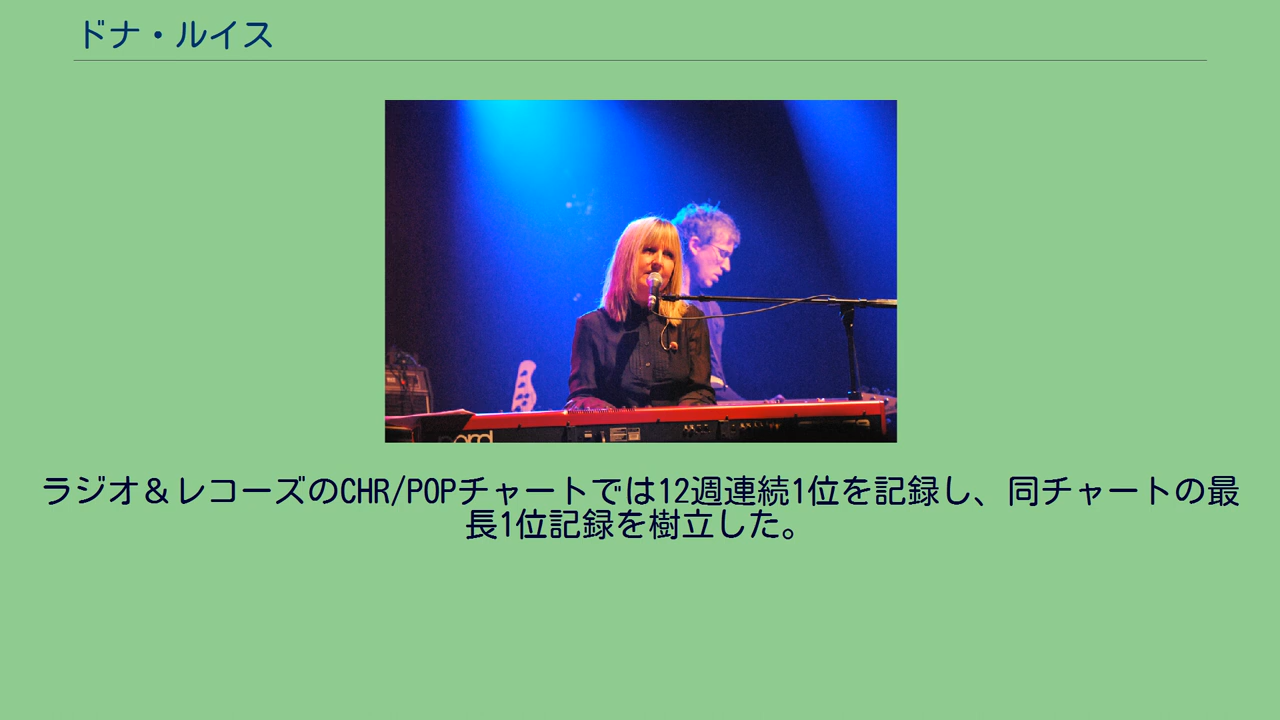 ドナ・ルイス
ラジオ＆レコーズのCHR/POPチャートでは12週連続1位を記録し、同チャートの最
長1位記録を樹立した。